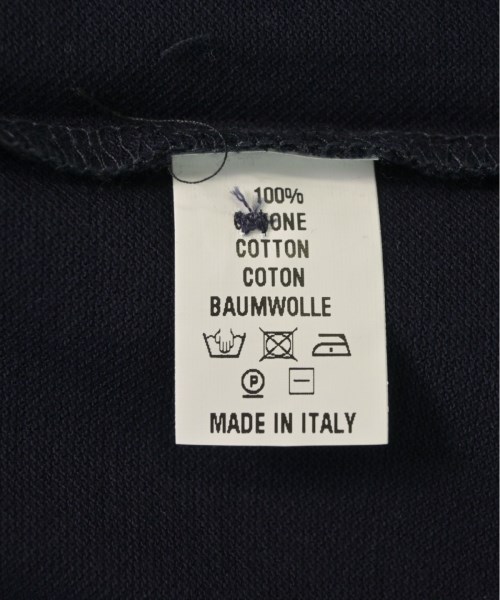 100%
COTTON
COTON
BAUMWOLLE
P
MADE IN ITALY